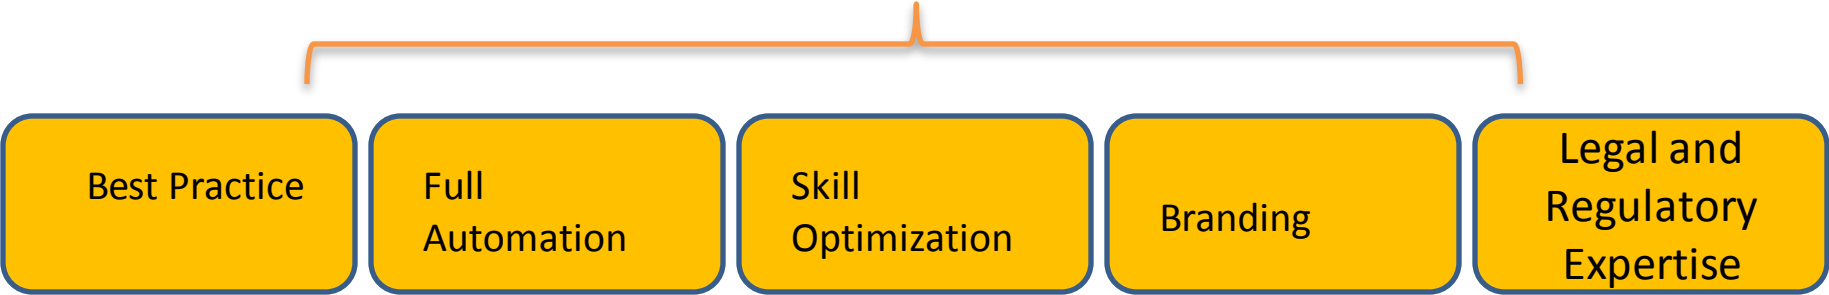 Best Practice
Full
Automation
Skill
Optimization
Branding
Legal and
Regulatory
Expertise